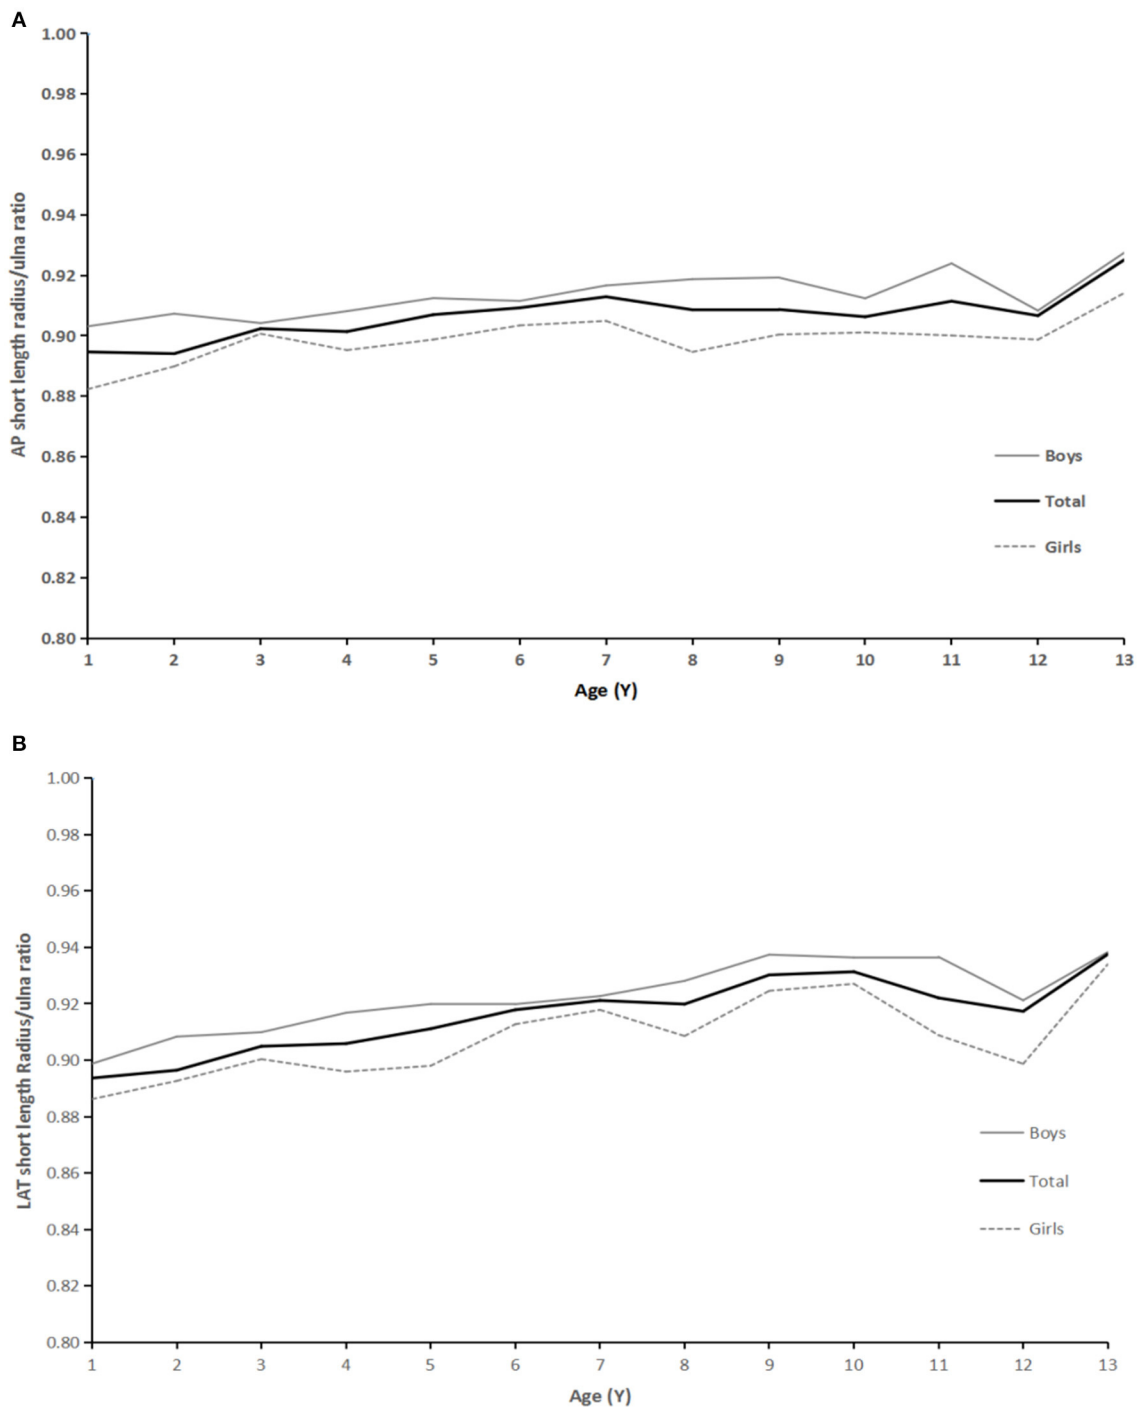 A
1.00
0.98
0.96
0.94
0.92
0.90
0.88
0.86
0.84
0.82
0.80
AP short length radius/ulna ratio
Boys
Total
Girls
1 2 3 4 5 6 7 8 9 10 11 12 13
Age (Y)
B
1.00
0.98
0.96
0.94
0.92
0.90
0.88
0.86
0.84
0.82
0.80
LAT short length Radius/ulna ratio
Boys
Total
Girls
1 2 3 4 5 6 7 8 9 10 11 12 13
Age (Y)